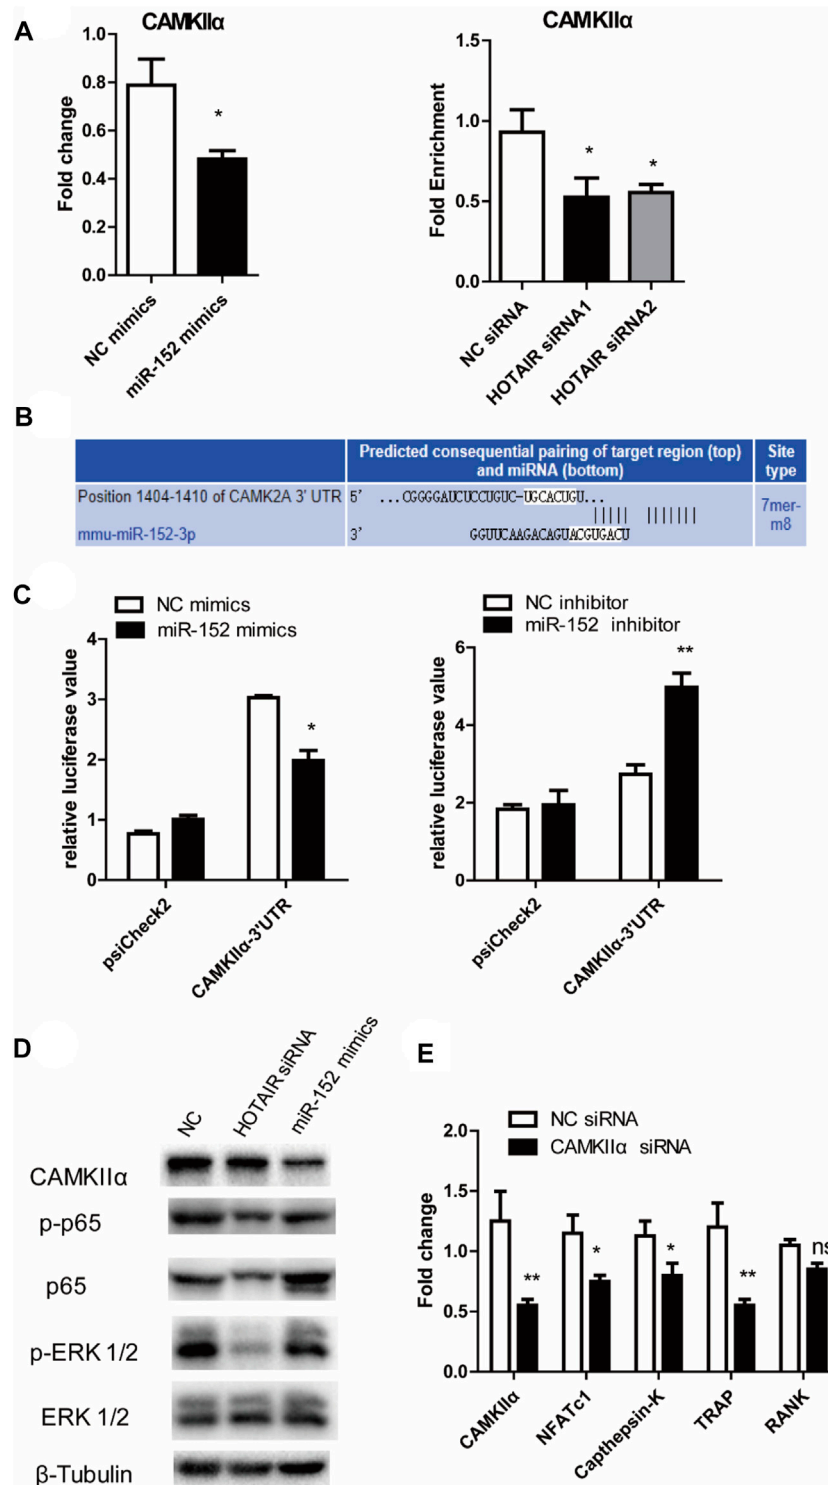 A
CAMKIIα
Fold change
0.8
0.6
0.4
0.2
0.0
*
NC mimics
miR-152 mimics
CAMKIIα
Fold Enrichment
1.5
1.0
0.5
0.0
*
*
NC siRNA
HOTAIR siRNA1
HOTAIR siRNA2
B
Predicted consequential pairing of target region (top) and miRNA (bottom)
Site type
Position 1404-1410 of CAMK2A 3' UTR
5' ...CGGGGAUCUCCUGUC-UGCACUGU...
||||| |||||||
mmu-miR-152-3p
3' GGUUCAAGACAGUACGUGACU
7mer-m8
C
NC mimics
miR-152 mimics
relative luciferase value
4
3
2
1
0
*
psiCheck2
CAMKIIα-3'UTR
NC inhibitor
miR-152 inhibitor
relative luciferase value
6
4
2
0
**
psiCheck2
CAMKIIα-3'UTR
D
NC
HOTAIR siRNA
miR-152 mimics
CAMKIIα
p-p65
p65
p-ERK 1/2
ERK 1/2
β-Tubulin
E
NC siRNA
CAMKIIα siRNA
Fold change
2.0
1.5
1.0
0.5
0.0
**
*
*
**
ns
CAMKIIα
NFATc1
Capthepsin-K
TRAP
RANK